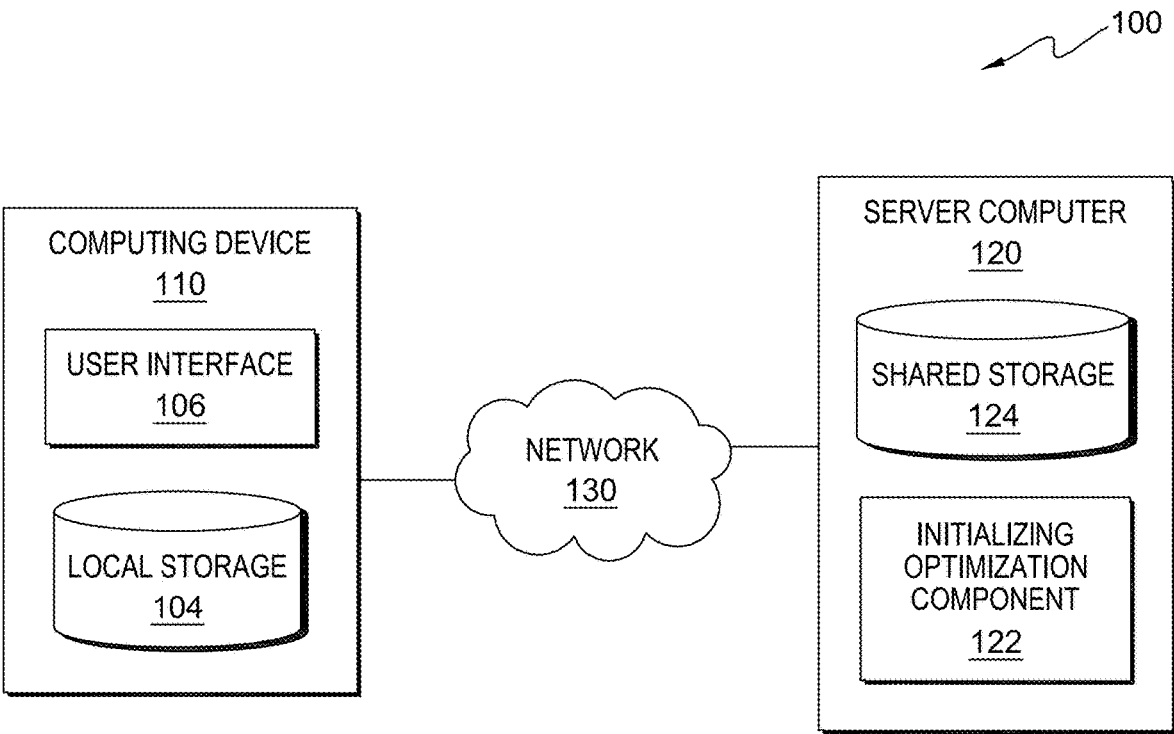 100
COMPUTING DEVICE
110
USER INTERFACE
106
LOCAL STORAGE
104
NETWORK
130
SERVER COMPUTER
120
SHARED STORAGE
124
INITIALIZING
OPTIMIZATION
COMPONENT
122